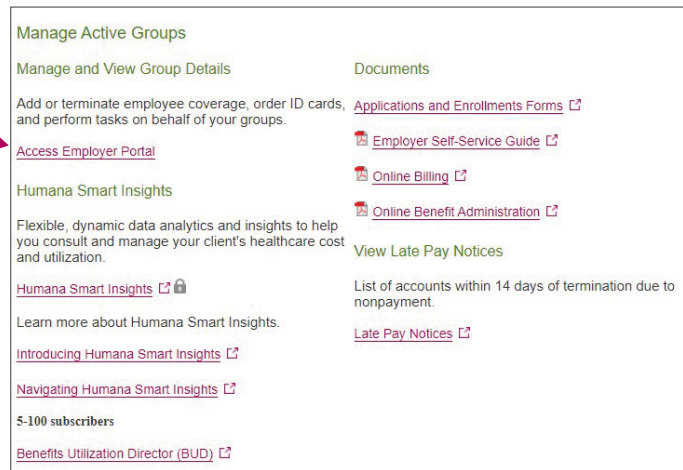 Manage Active Groups
Manage and View Group Details
Add or terminate employee coverage, order ID cards,
and perform tasks on behalf of your groups.
Access Employer Portal
Humana Smart Insights
Flexible, dynamic data analytics and insights to help
you consult and manage your client's healthcare cost
and utilization.
Humana Smart Insights
Learn more about Humana Smart Insights.
Introducing Humana Smart Insights
Navigating Humana Smart Insights
5-100 subscribers
Benefits Utilization Director (BUD)
Documents
Applications and Enrollments Forms
Employer Self-Service Guide
Online Billing
Online Benefit Administration
View Late Pay Notices
List of accounts within 14 days of termination due to
nonpayment.
Late Pay Notices